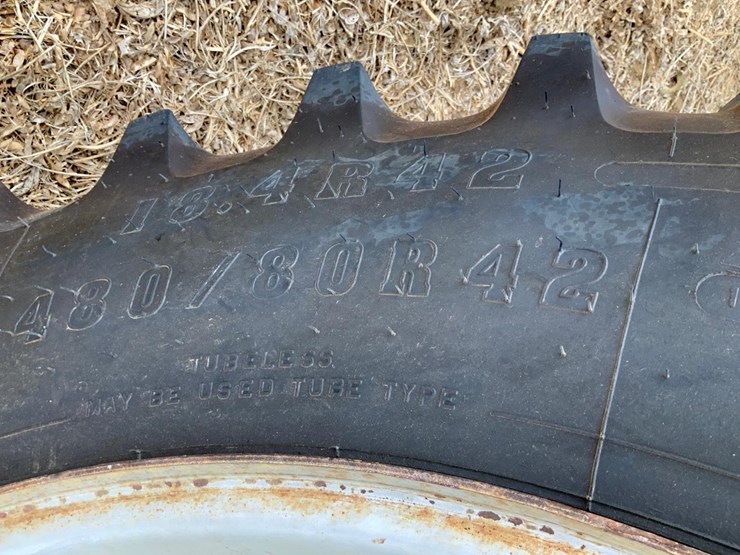 18.4R42
480/80R42
TUBELESS
MAY BE USED TUBE TYPE